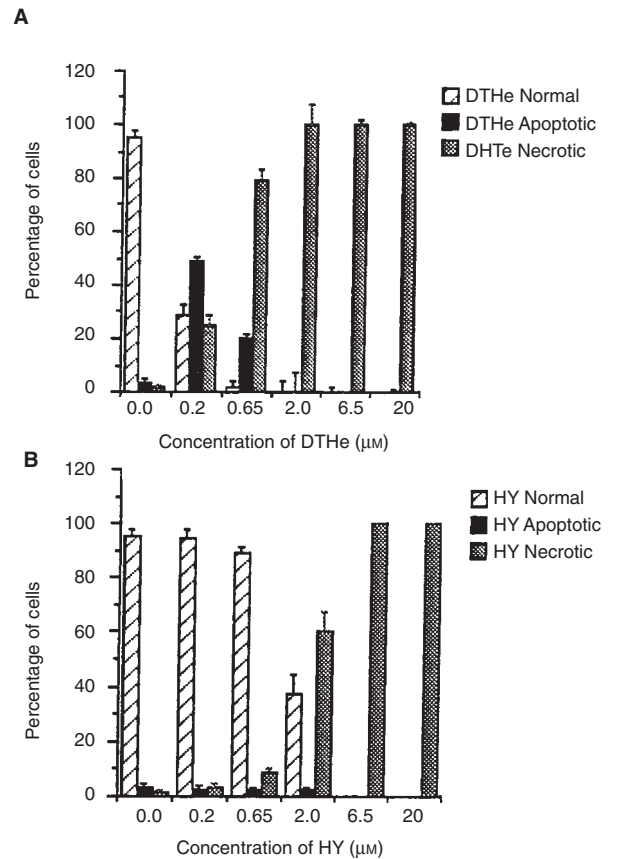 A
120
100
80
60
40
20
0
Percentage of cells
DTHe Normal
DTHe Apoptotic
DHTe Necrotic
0.0 0.2 0.65 2.0 6.5 20
Concentration of DTHe (μM)
B
120
100
80
60
40
20
0
Percentage of cells
HY Normal
HY Apoptotic
HY Necrotic
0.0 0.2 0.65 2.0 6.5 20
Concentration of HY (μM)